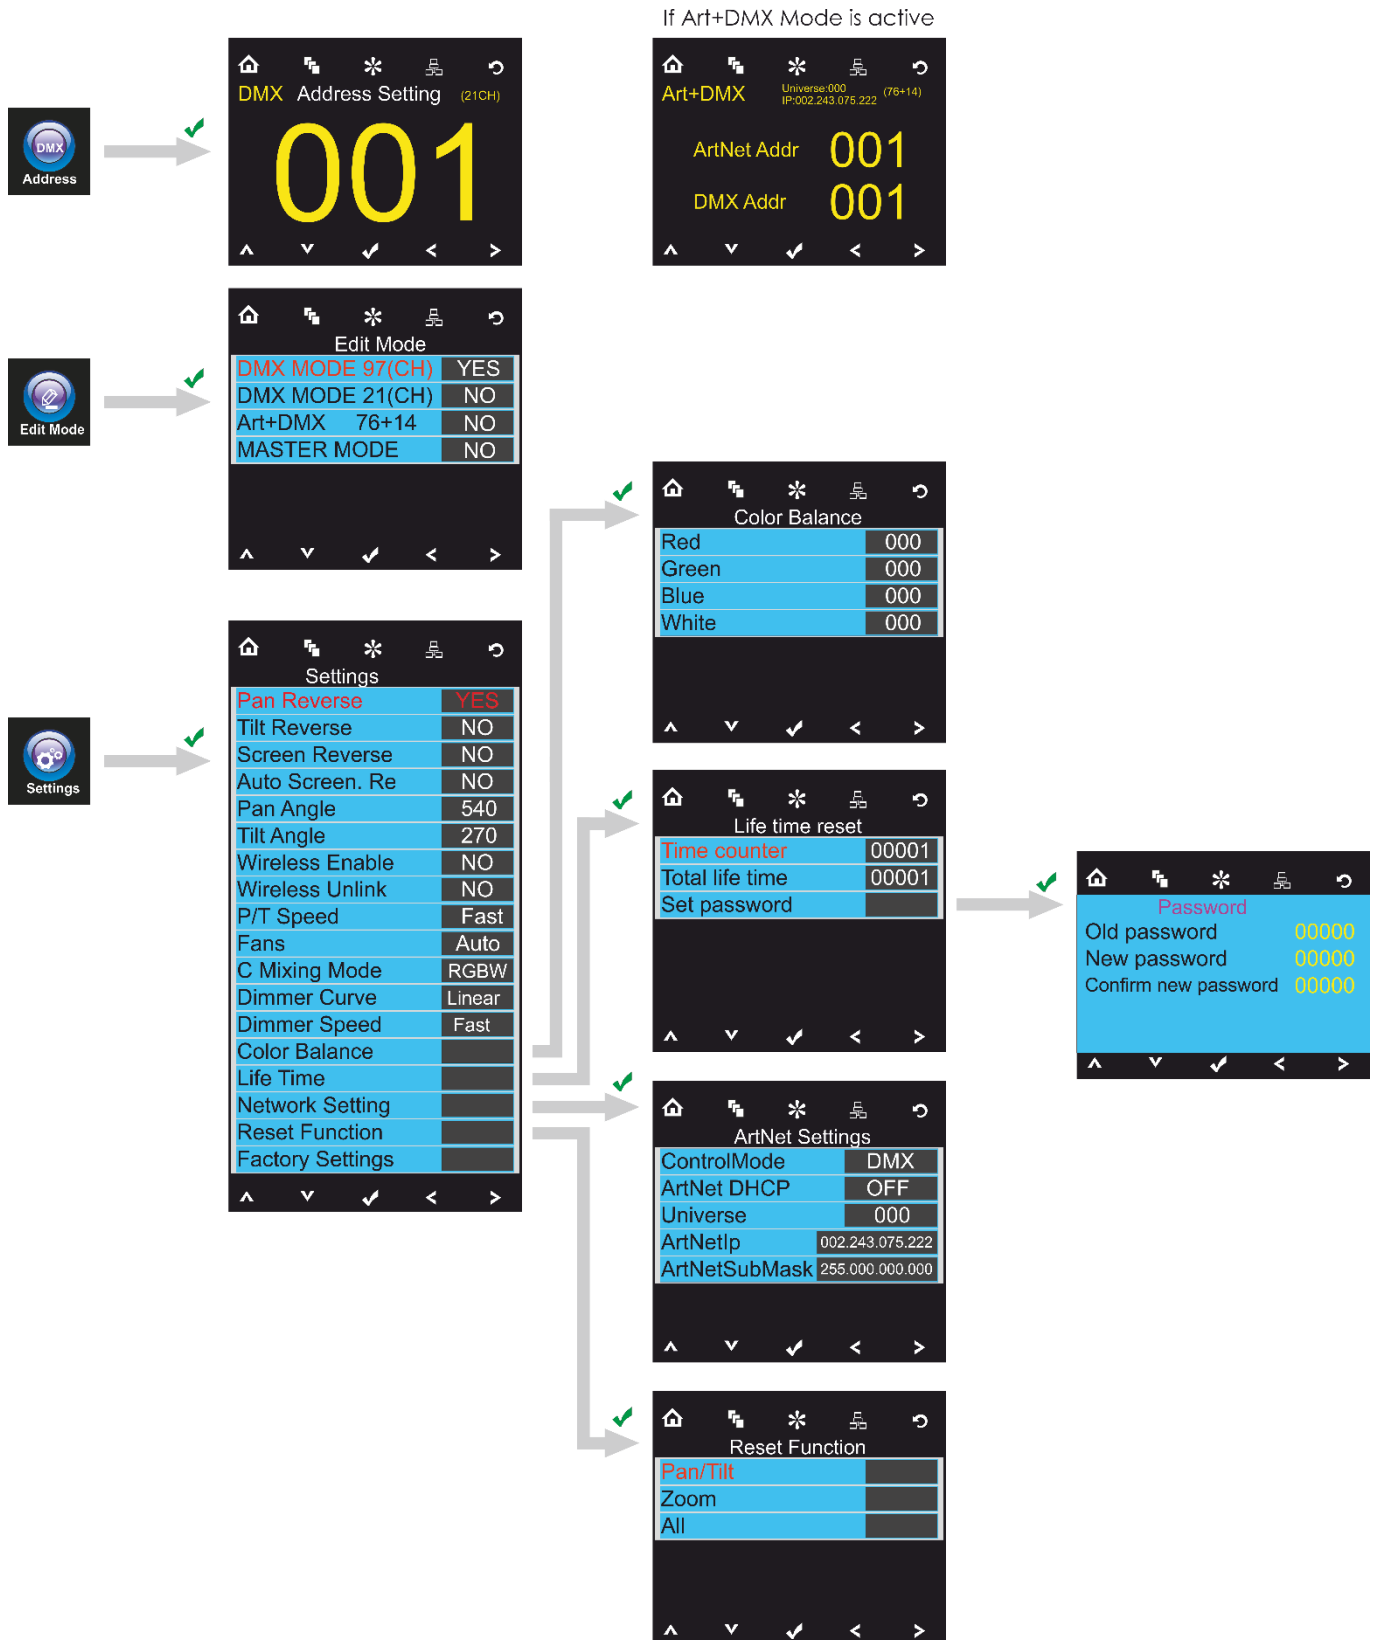 If Art+DMX Mode is active
DMX Address Setting (21CH)
001
DMX
Address
Art+DMX Universe:000 (76+14)
IP:002.243.075.222
ArtNet Addr 001
DMX Addr 001
Edit Mode
Edit Mode
DMX MODE 97(CH) YES
DMX MODE 21(CH) NO
Art+DMX 76+14 NO
MASTER MODE NO
Settings
Settings
Pan Reverse YES
Tilt Reverse NO
Screen Reverse NO
Auto Screen. Re NO
Pan Angle 540
Tilt Angle 270
Wireless Enable NO
Wireless Unlink NO
P/T Speed Fast
Fans Auto
C Mixing Mode RGBW
Dimmer Curve Linear
Dimmer Speed Fast
Color Balance
Life Time
Network Setting
Reset Function
Factory Settings
Color Balance
Red 000
Green 000
Blue 000
White 000
Life time reset
Time counter 00001
Total life time 00001
Set password
Password
Old password 00000
New password 00000
Confirm new password 00000
ArtNet Settings
ControlMode DMX
ArtNet DHCP OFF
Universe 000
ArtNetIp 002.243.075.222
ArtNetSubMask 255.000.000.000
Reset Function
Pan/Tilt
Zoom
All